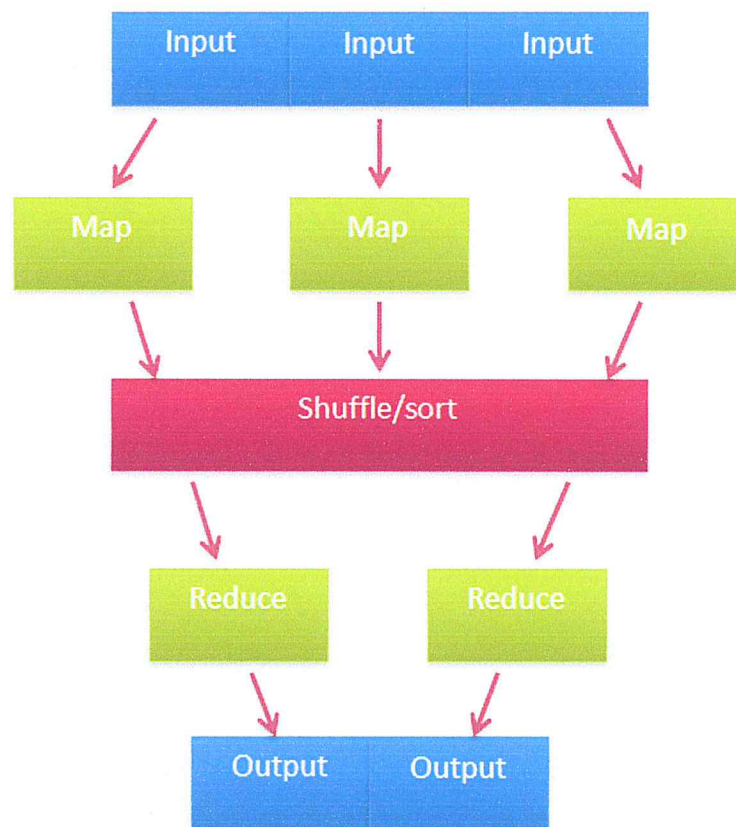 Input Input Input
Map Map Map
Shuffle/sort
Reduce Reduce
Output Output